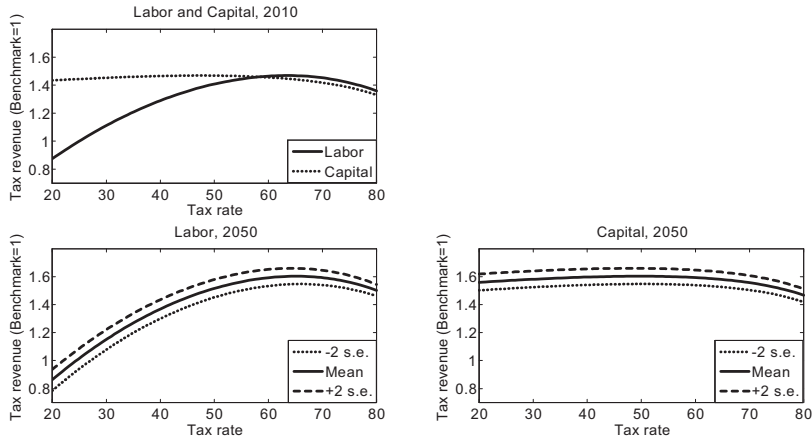 Labor and Capital, 2010
Tax revenue (Benchmark=1)
1.6
1.4
1.2
1
0.8
Labor
Capital
20 30 40 50 60 70 80
Tax rate
Labor, 2050
Tax revenue (Benchmark=1)
1.6
1.4
1.2
1
0.8
-2 s.e.
Mean
+2 s.e.
20 30 40 50 60 70 80
Tax rate
Capital, 2050
Tax revenue (Benchmark=1)
1.6
1.4
1.2
1
0.8
-2 s.e.
Mean
+2 s.e.
20 30 40 50 60 70 80
Tax rate